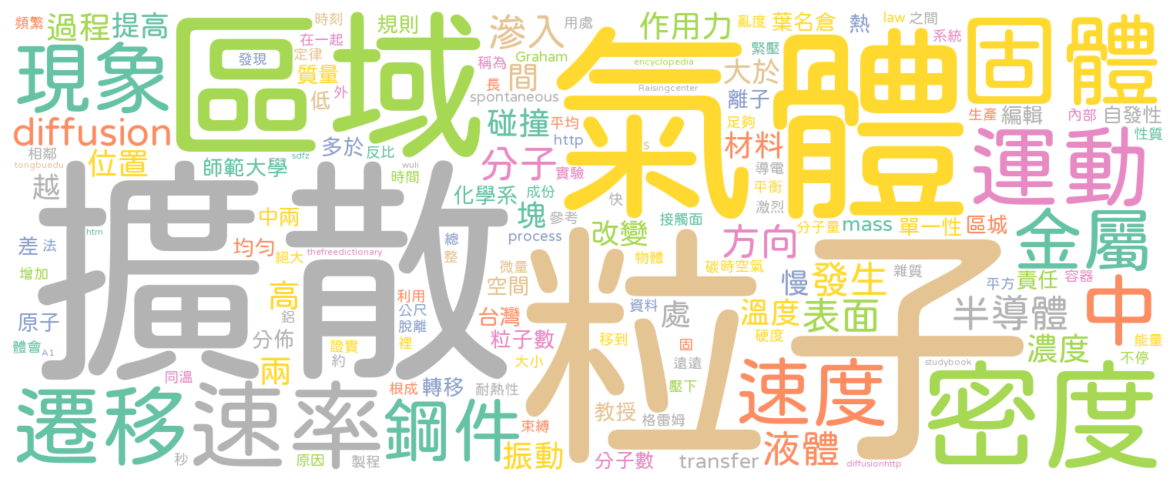 頻繁 過程 提高 時刻 規則 滲入 用處 作用力 亂度 葉名倉 熱 law 之間
現象 區域 在一起 定律 發現 質量 低 外 稱為 Graham 長 間 encyclopedia 緊壓 系統
氣體 固體 大於 spontaneous Raisingcenter 離子 生產 編輯 內部 自發性
diffusion 師範大學 多於 反比 碰撞 平均 http 足夠 s 材料 運動 性質
相鄰 tongbuedu 位置 sdfz 時間 wuli 分子 實驗 導電 平衡
越 擴散 化學系 成份 塊 參考 快 接觸面 激烈 分子量 mass 單一性 區城 金屬
htm 中兩 差 法 均勻 絕大 thefreedictionary 總 整 process 改變 方向
增加 微量 空間 物體 碳時空氣 慢 發生 雜質 平方 責任 容器
粒子 高 鋁 利用 公尺 脫離 裡 資料 處 溫度 表面 半導體 中
原子 體會 A1 分佈 證實 約 台灣 粒子數 大小 移到 固 硬度 濃度 能量 不停
兩 同溫 遠遠 壓下 studybook
遷移 速率 根成 轉移 耐熱性 鋼件 束縛 教授 格雷姆 速度 密度
秒 原因 製程 振動 分子數 transfer 液體 diffusionhttp